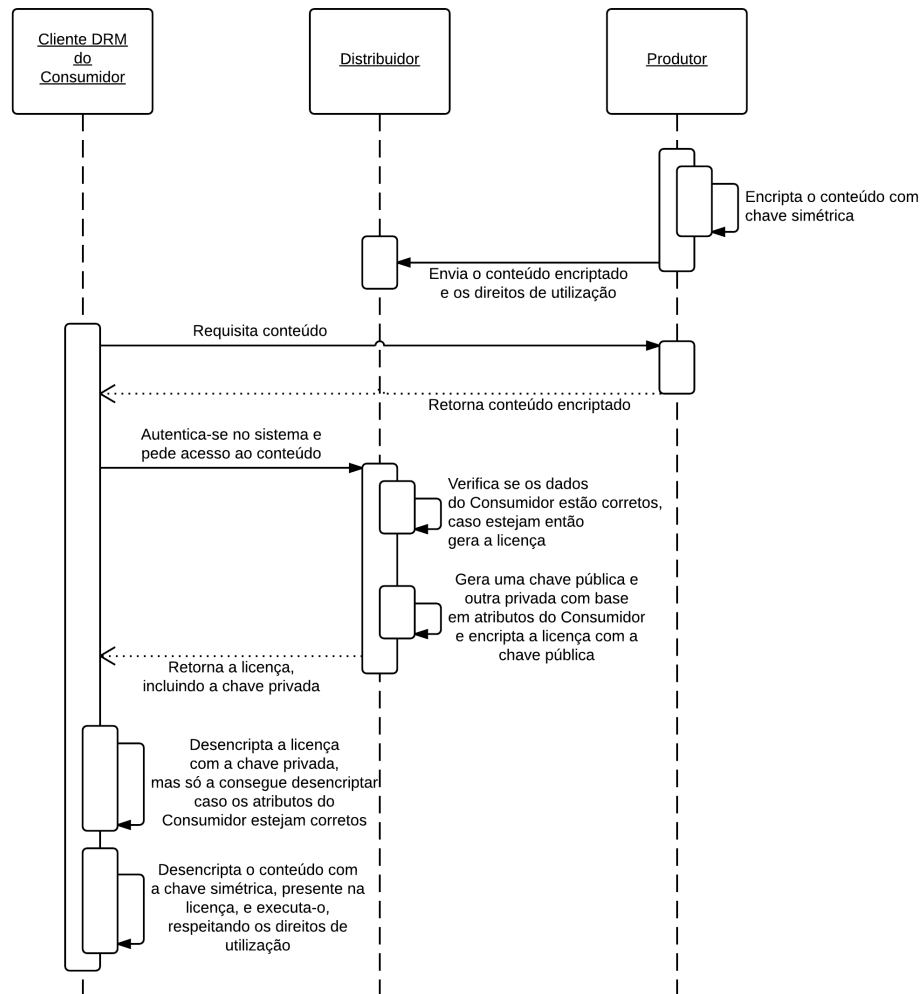 Cliente DRM
do
Consumidor
Distribuidor
Produtor
Encripta o conteúdo com
chave simétrica
Envia o conteúdo encriptado
e os direitos de utilização
Requisita conteúdo
Retorna conteúdo encriptado
Autentica-se no sistema e
pede acesso ao conteúdo
Verifica se os dados
do Consumidor estão corretos,
caso estejam então
gera a licença
Gera uma chave pública e
outra privada com base
em atributos do Consumidor
e encripta a licença com a
chave pública
Retorna a licença,
incluindo a chave privada
Desencripta a licença
com a chave privada,
mas só a consegue desencriptar
caso os atributos do
Consumidor estejam corretos
Desencripta o conteúdo com
a chave simétrica, presente na
licença, e executa-o,
respeitando os direitos de
utilização